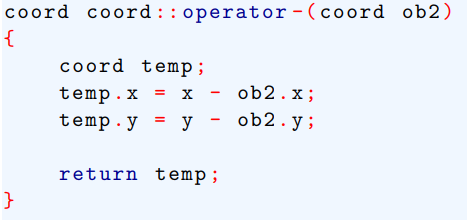 coord coord::operator-(coord ob2)
{
    coord temp;
    temp.x = x - ob2.x;
    temp.y = y - ob2.y;

    return temp;
}